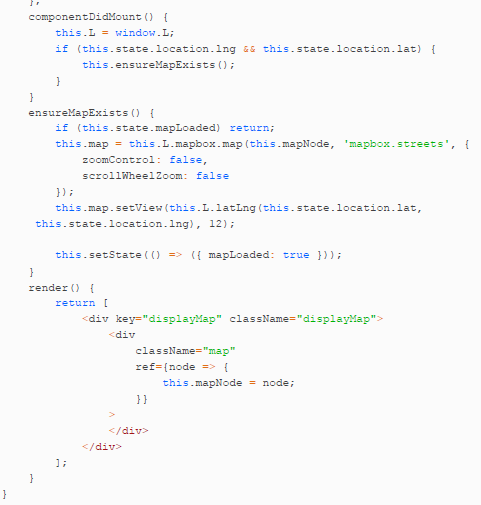 };
componentDidMount() {
this.L = window.L;
if (this.state.location.lng && this.state.location.lat) {
this.ensureMapExists();
}
}
ensureMapExists() {
if (this.state.mapLoaded) return;
this.map = this.L.mapbox.map(this.mapNode, 'mapbox.streets', {
zoomControl: false,
scrollWheelZoom: false
});
this.map.setView(this.L.latLng(this.state.location.lat,
this.state.location.lng), 12);
this.setState(() => ({ mapLoaded: true }));
}
render() {
return [
<div key="displayMap" className="displayMap">
<div
className="map"
ref={node => {
this.mapNode = node;
}}
>
</div>
</div>
];
}
}